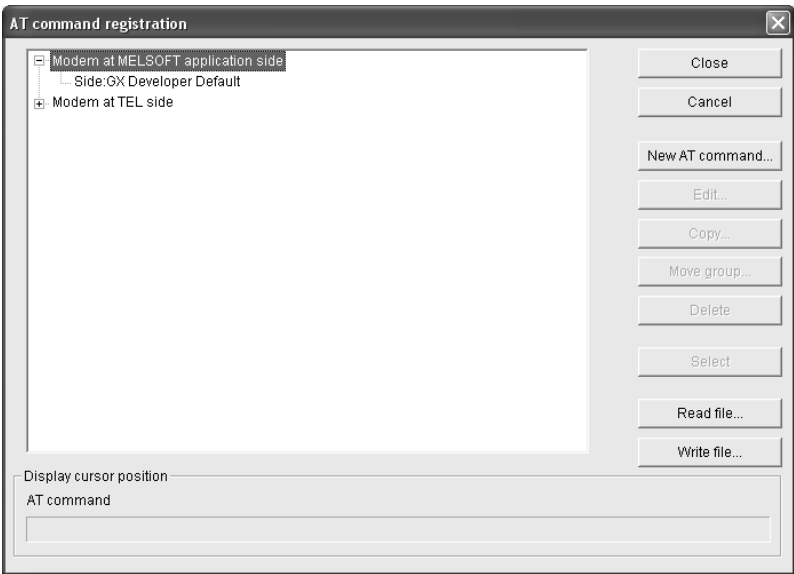 AT command registration
Modem at MELSOFT application side
Side:GX Developer Default
Modem at TEL side
Close
Cancel
New AT command...
Edit...
Copy...
Move group...
Delete
Select
Read file...
Write file...
Display cursor position
AT command